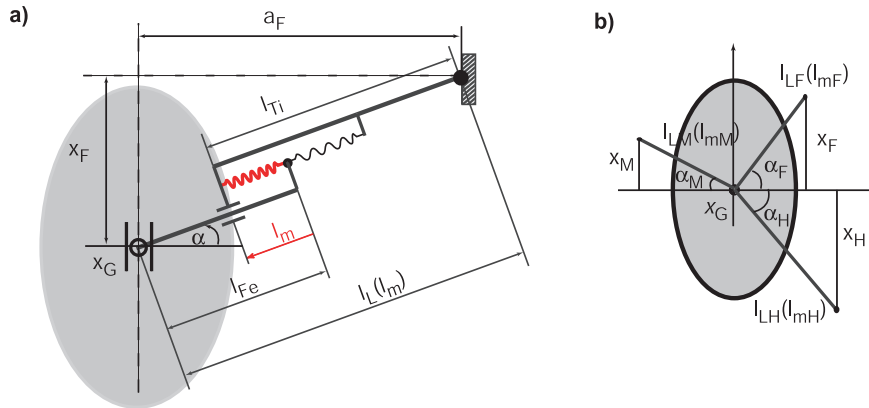 a)
a_F
b)
l_Ti
l_LF(l_mF)
x_F
l_LM(l_mM)
x_F
x_M
α_M
α_F
x_G
α_H
α
l_m
x_G
x_H
l_Fe
l_L(l_m)
l_LH(l_mH)